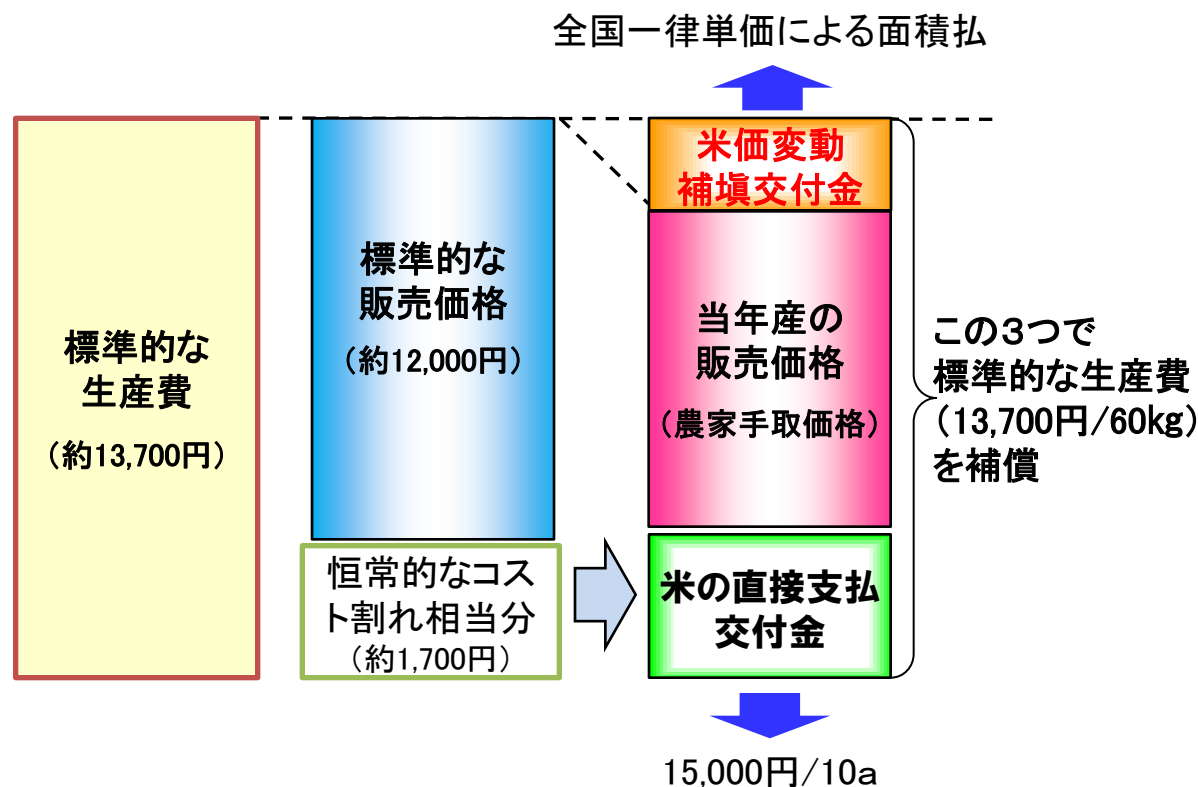 全国一律単価による面積払
標準的な
生産費
（約13,700円）
標準的な
販売価格
（約12,000円）
恒常的なコス
ト割れ相当分
（約1,700円）
米価変動
補塡交付金
当年産の
販売価格
（農家手取価格）
米の直接支払
交付金
この３つで
標準的な生産費
（13,700円/60kg）
を補償
15,000円/10a